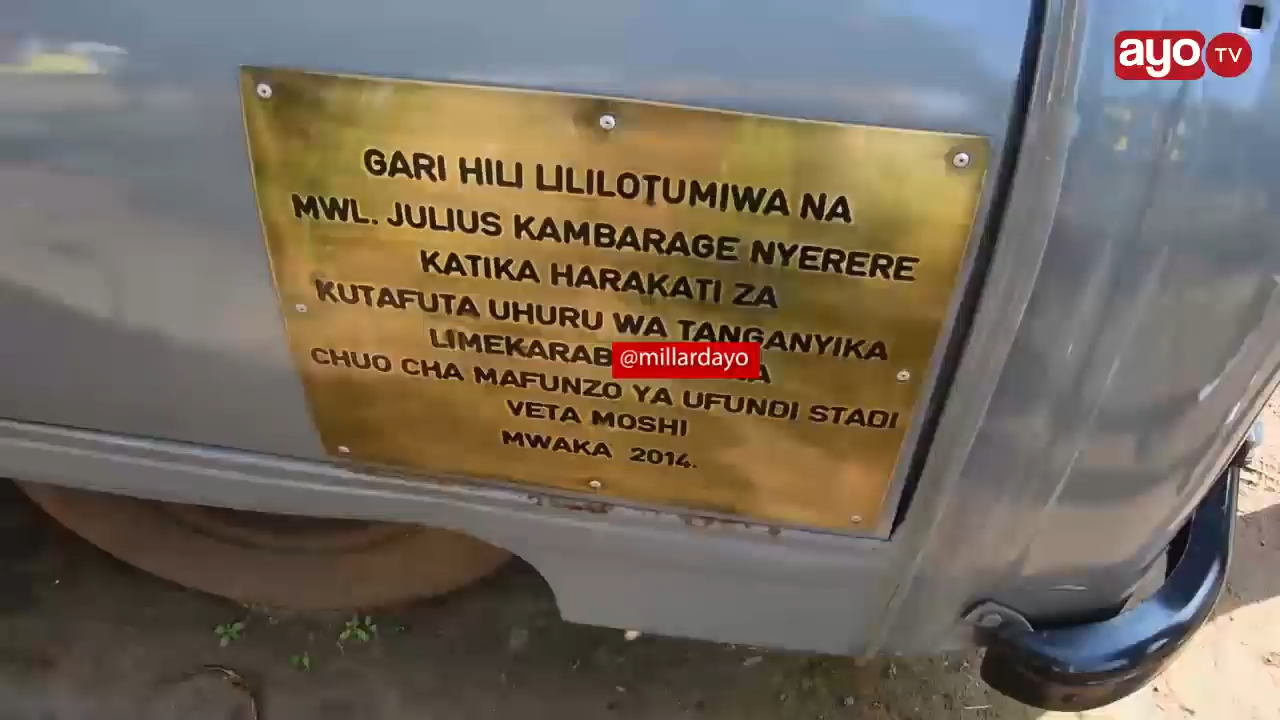 ayo TV
GARI HILI LILILOTUMIWA NA
MWL. JULIUS KAMBARAGE NYERERE
KATIKA HARAKATI ZA
KUTAFUTA UHURU WA TANGANYIKA
@millardayo
CHUO CHA MAFUNZO YA UFUNDI STADI
VETA MOSHI
MWAKA 2014.